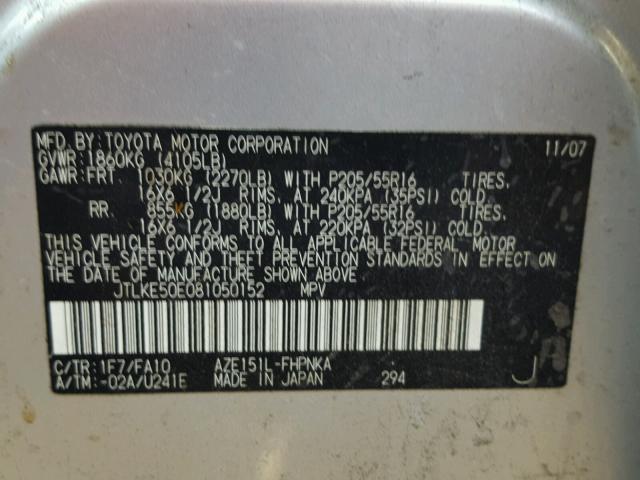 MFD. BY: TOYOTA MOTOR CORPORATION 11/07
GVWR: 1860KG (4105LB)
GAWR: FRT 1030KG (2270LB) WITH P205/55R16 TIRES,
16X6 1/2J RIMS, AT 240KPA (35PSI) COLD.
RR. 855KG (1880LB) WITH P205/55R16 TIRES,
16X6 1/2J RIMS, AT 220KPA (32PSI) COLD.
THIS VEHICLE CONFORMS TO ALL APPLICABLE FEDERAL MOTOR
VEHICLE SAFETY AND THEFT PREVENTION STANDARDS IN EFFECT ON
THE DATE OF MANUFACTURE SHOWN ABOVE
JTLKE50E081050152 MPV
C/TR: 1F7/FA10 AZE151L-FHPNKA
A/TM: -02A/U241E MADE IN JAPAN 294 J